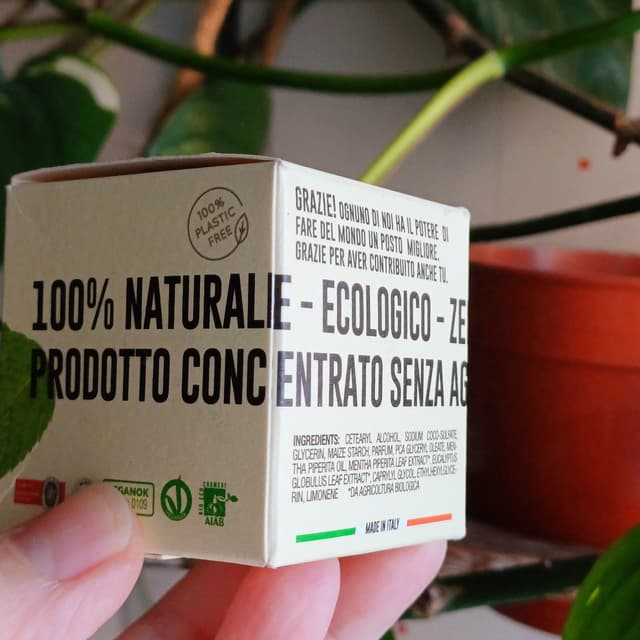 100%
PLASTIC
FREE
GRAZIE! OGNUNO DI NOI HA IL POTERE DI
FARE DEL MONDO UN POSTO MIGLIORE.
GRAZIE PER AVER CONTRIBUITO ANCHE TU.
100% NATURALE - ECOLOGICO - ZE
PRODOTTO CONCENTRATO SENZA AG
INGREDIENTS: CETEARYL ALCOHOL, SODIUM COCO-SULFATE,
GLYCERIN, MAIZE STARCH, PARFUM, PCA GLYCERYL OLEATE, MEN-
THA PIPERITA OIL, MENTHA PIPERITA LEAF EXTRACT*, EUCALYPTUS
GLOBULUS LEAF EXTRACT*, CAPRYLYL GLYCOL, ETHYLHEXYLGLYCE-
RIN, LIMONENE *DA AGRICOLTURA BIOLOGICA
MADE IN ITALY
GANOK
0109
AIAB